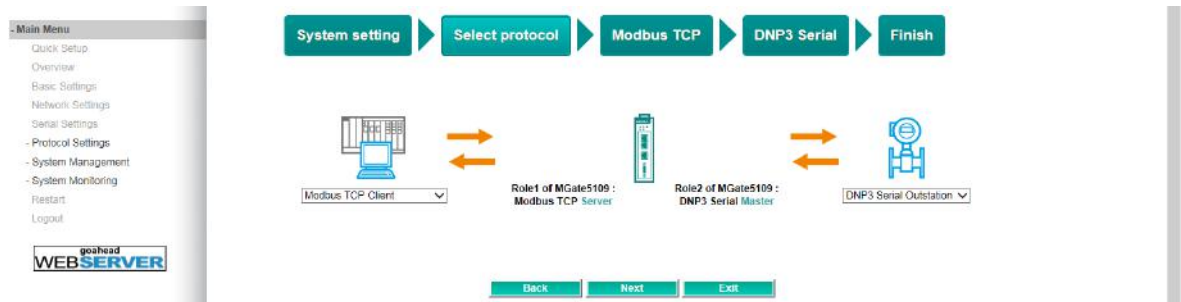 - Main Menu
Quick Setup
Overview
Basic Settings
Network Settings
Serial Settings
- Protocol Settings
- System Management
- System Monitoring
Restart
Logout
goahead
WEBSERVER
System setting
Select protocol
Modbus TCP
DNP3 Serial
Finish
Modbus TCP Client
Role1 of MGate5109 :
Modbus TCP Server
Role2 of MGate5109 :
DNP3 Serial Master
DNP3 Serial Outstation
Back
Next
Exit